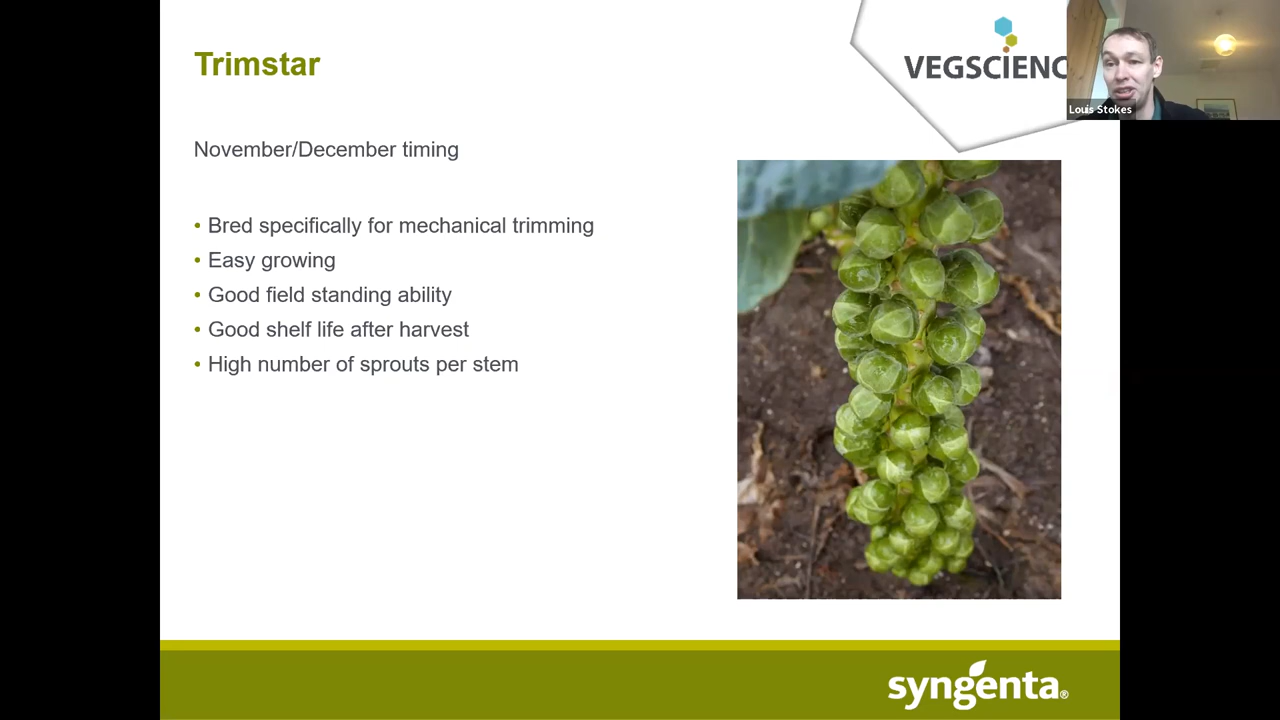 Trimstar
VEGSCIENC
Louis Stokes
November/December timing
• Bred specifically for mechanical trimming
• Easy growing
• Good field standing ability
• Good shelf life after harvest
• High number of sprouts per stem
syngenta®